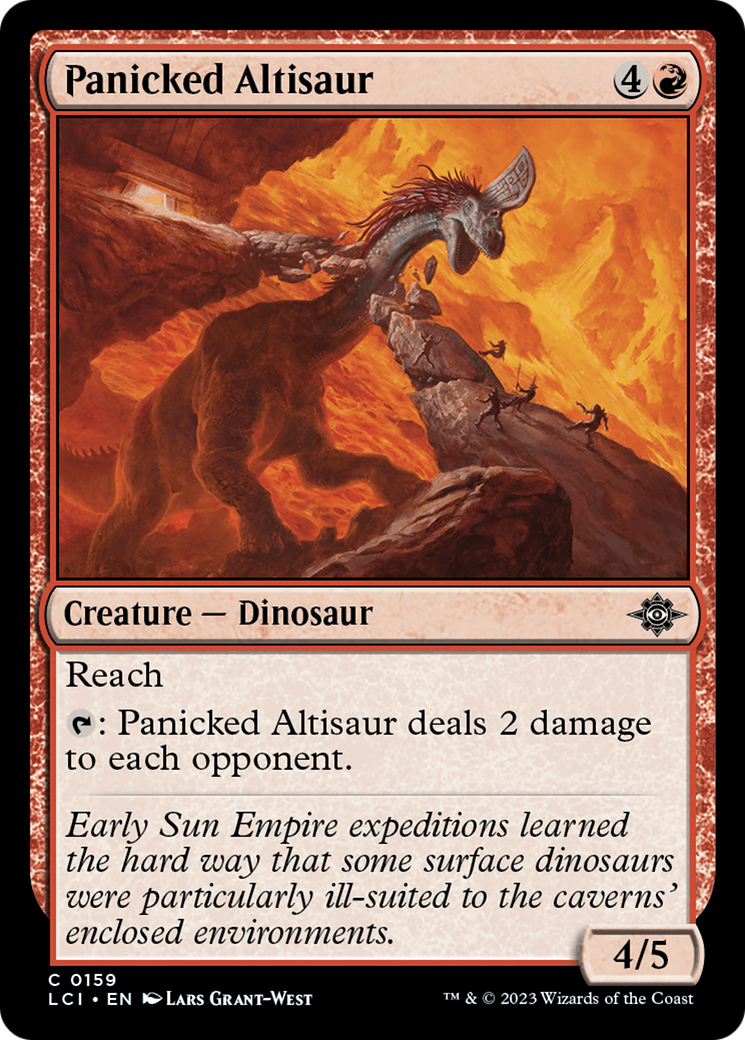 Panicked Altisaur 4
Creature — Dinosaur
Reach
: Panicked Altisaur deals 2 damage
to each opponent.
Early Sun Empire expeditions learned
the hard way that some surface dinosaurs
were particularly ill-suited to the caverns’
enclosed environments.
4/5
C 0159
LCI • EN Lars Grant-West
™ & © 2023 Wizards of the Coast